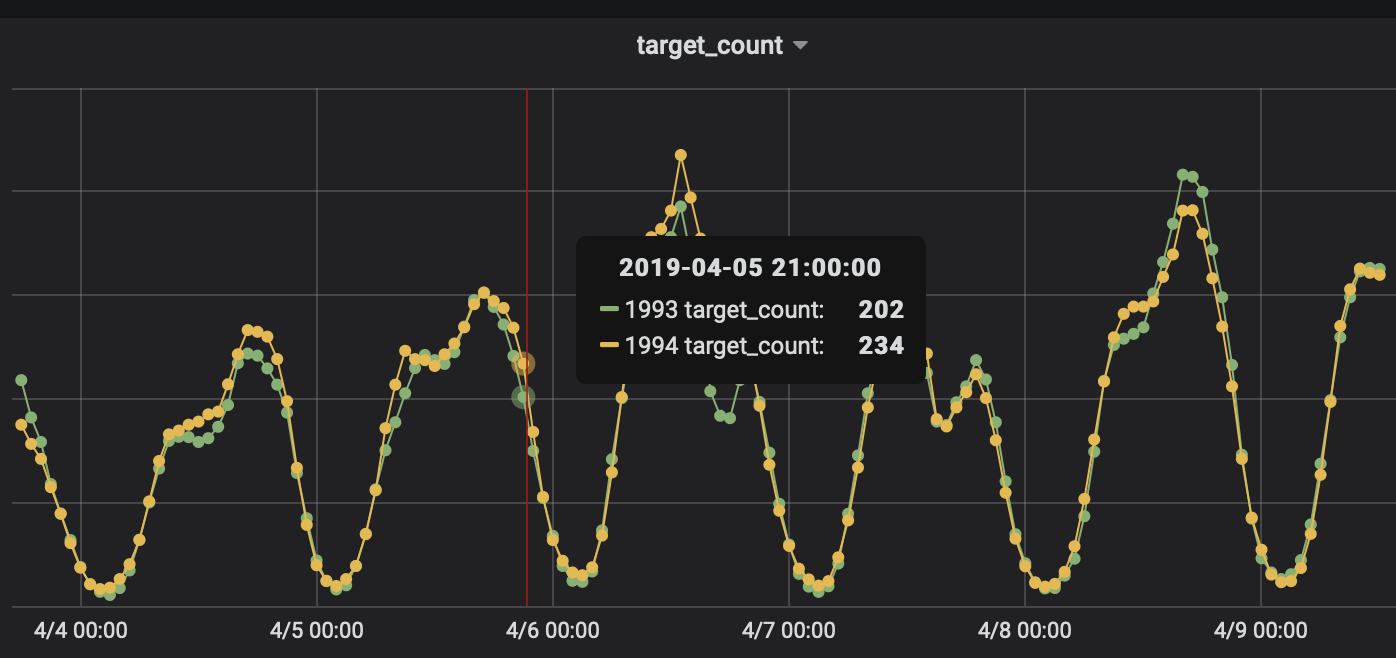 target_count
2019-04-05 21:00:00
1993 target_count: 202
1994 target_count: 234
4/4 00:00 4/5 00:00 4/6 00:00 4/7 00:00 4/8 00:00 4/9 00:00